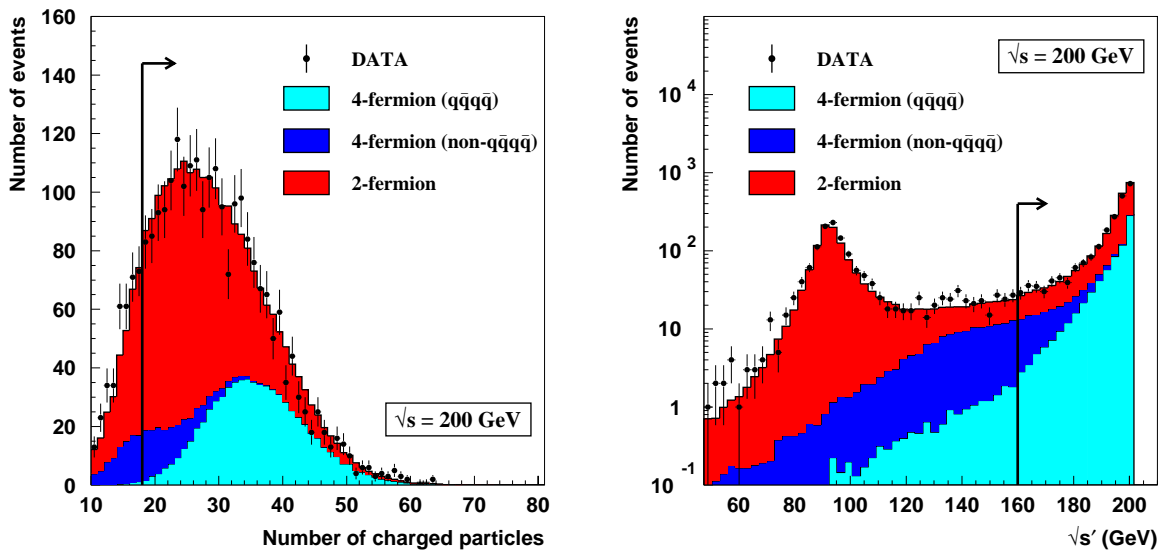 Number of events
160
140
120
100
80
60
40
20
0
DATA
4-fermion (qq̄qq̄)
4-fermion (non-qq̄qq̄)
2-fermion
√s = 200 GeV
10 20 30 40 50 60 70 80
Number of charged particles
Number of events
10⁴
10³
10²
10
1
10⁻¹
√s = 200 GeV
DATA
4-fermion (qq̄qq̄)
4-fermion (non-qq̄qq̄)
2-fermion
60 80 100 120 140 160 180 200
√s′ (GeV)